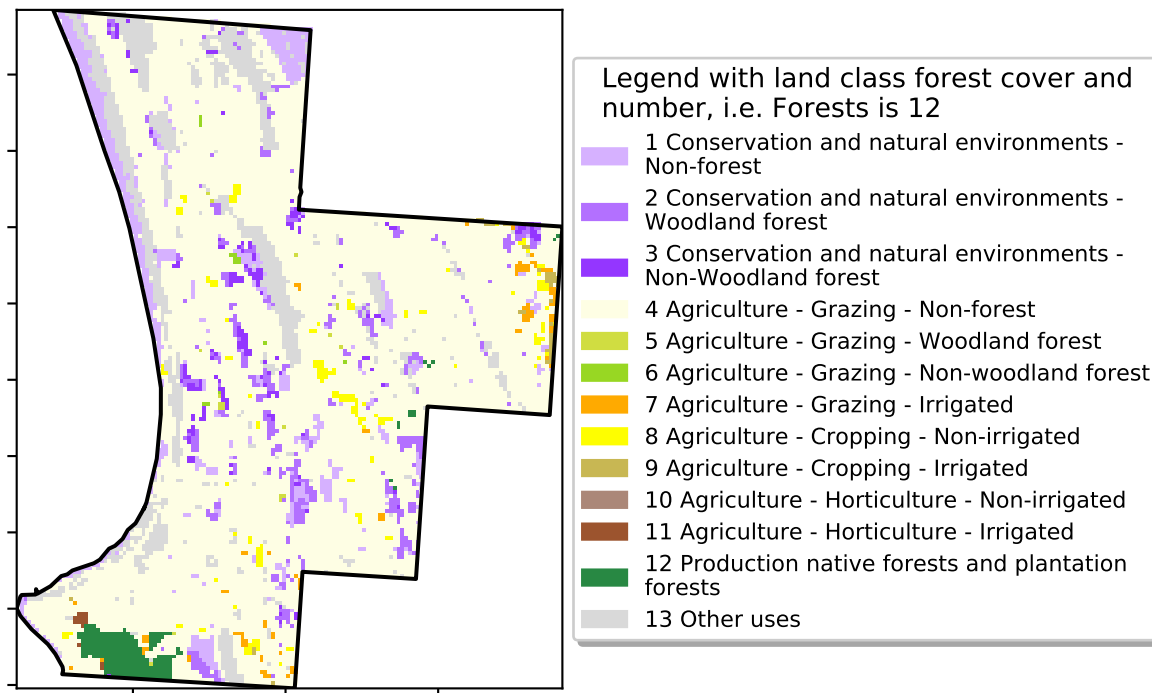 Legend with land class forest cover and
number, i.e. Forests is 12
1 Conservation and natural environments -
Non-forest
2 Conservation and natural environments -
Woodland forest
3 Conservation and natural environments -
Non-Woodland forest
4 Agriculture - Grazing - Non-forest
5 Agriculture - Grazing - Woodland forest
6 Agriculture - Grazing - Non-woodland forest
7 Agriculture - Grazing - Irrigated
8 Agriculture - Cropping - Non-irrigated
9 Agriculture - Cropping - Irrigated
10 Agriculture - Horticulture - Non-irrigated
11 Agriculture - Horticulture - Irrigated
12 Production native forests and plantation
forests
13 Other uses